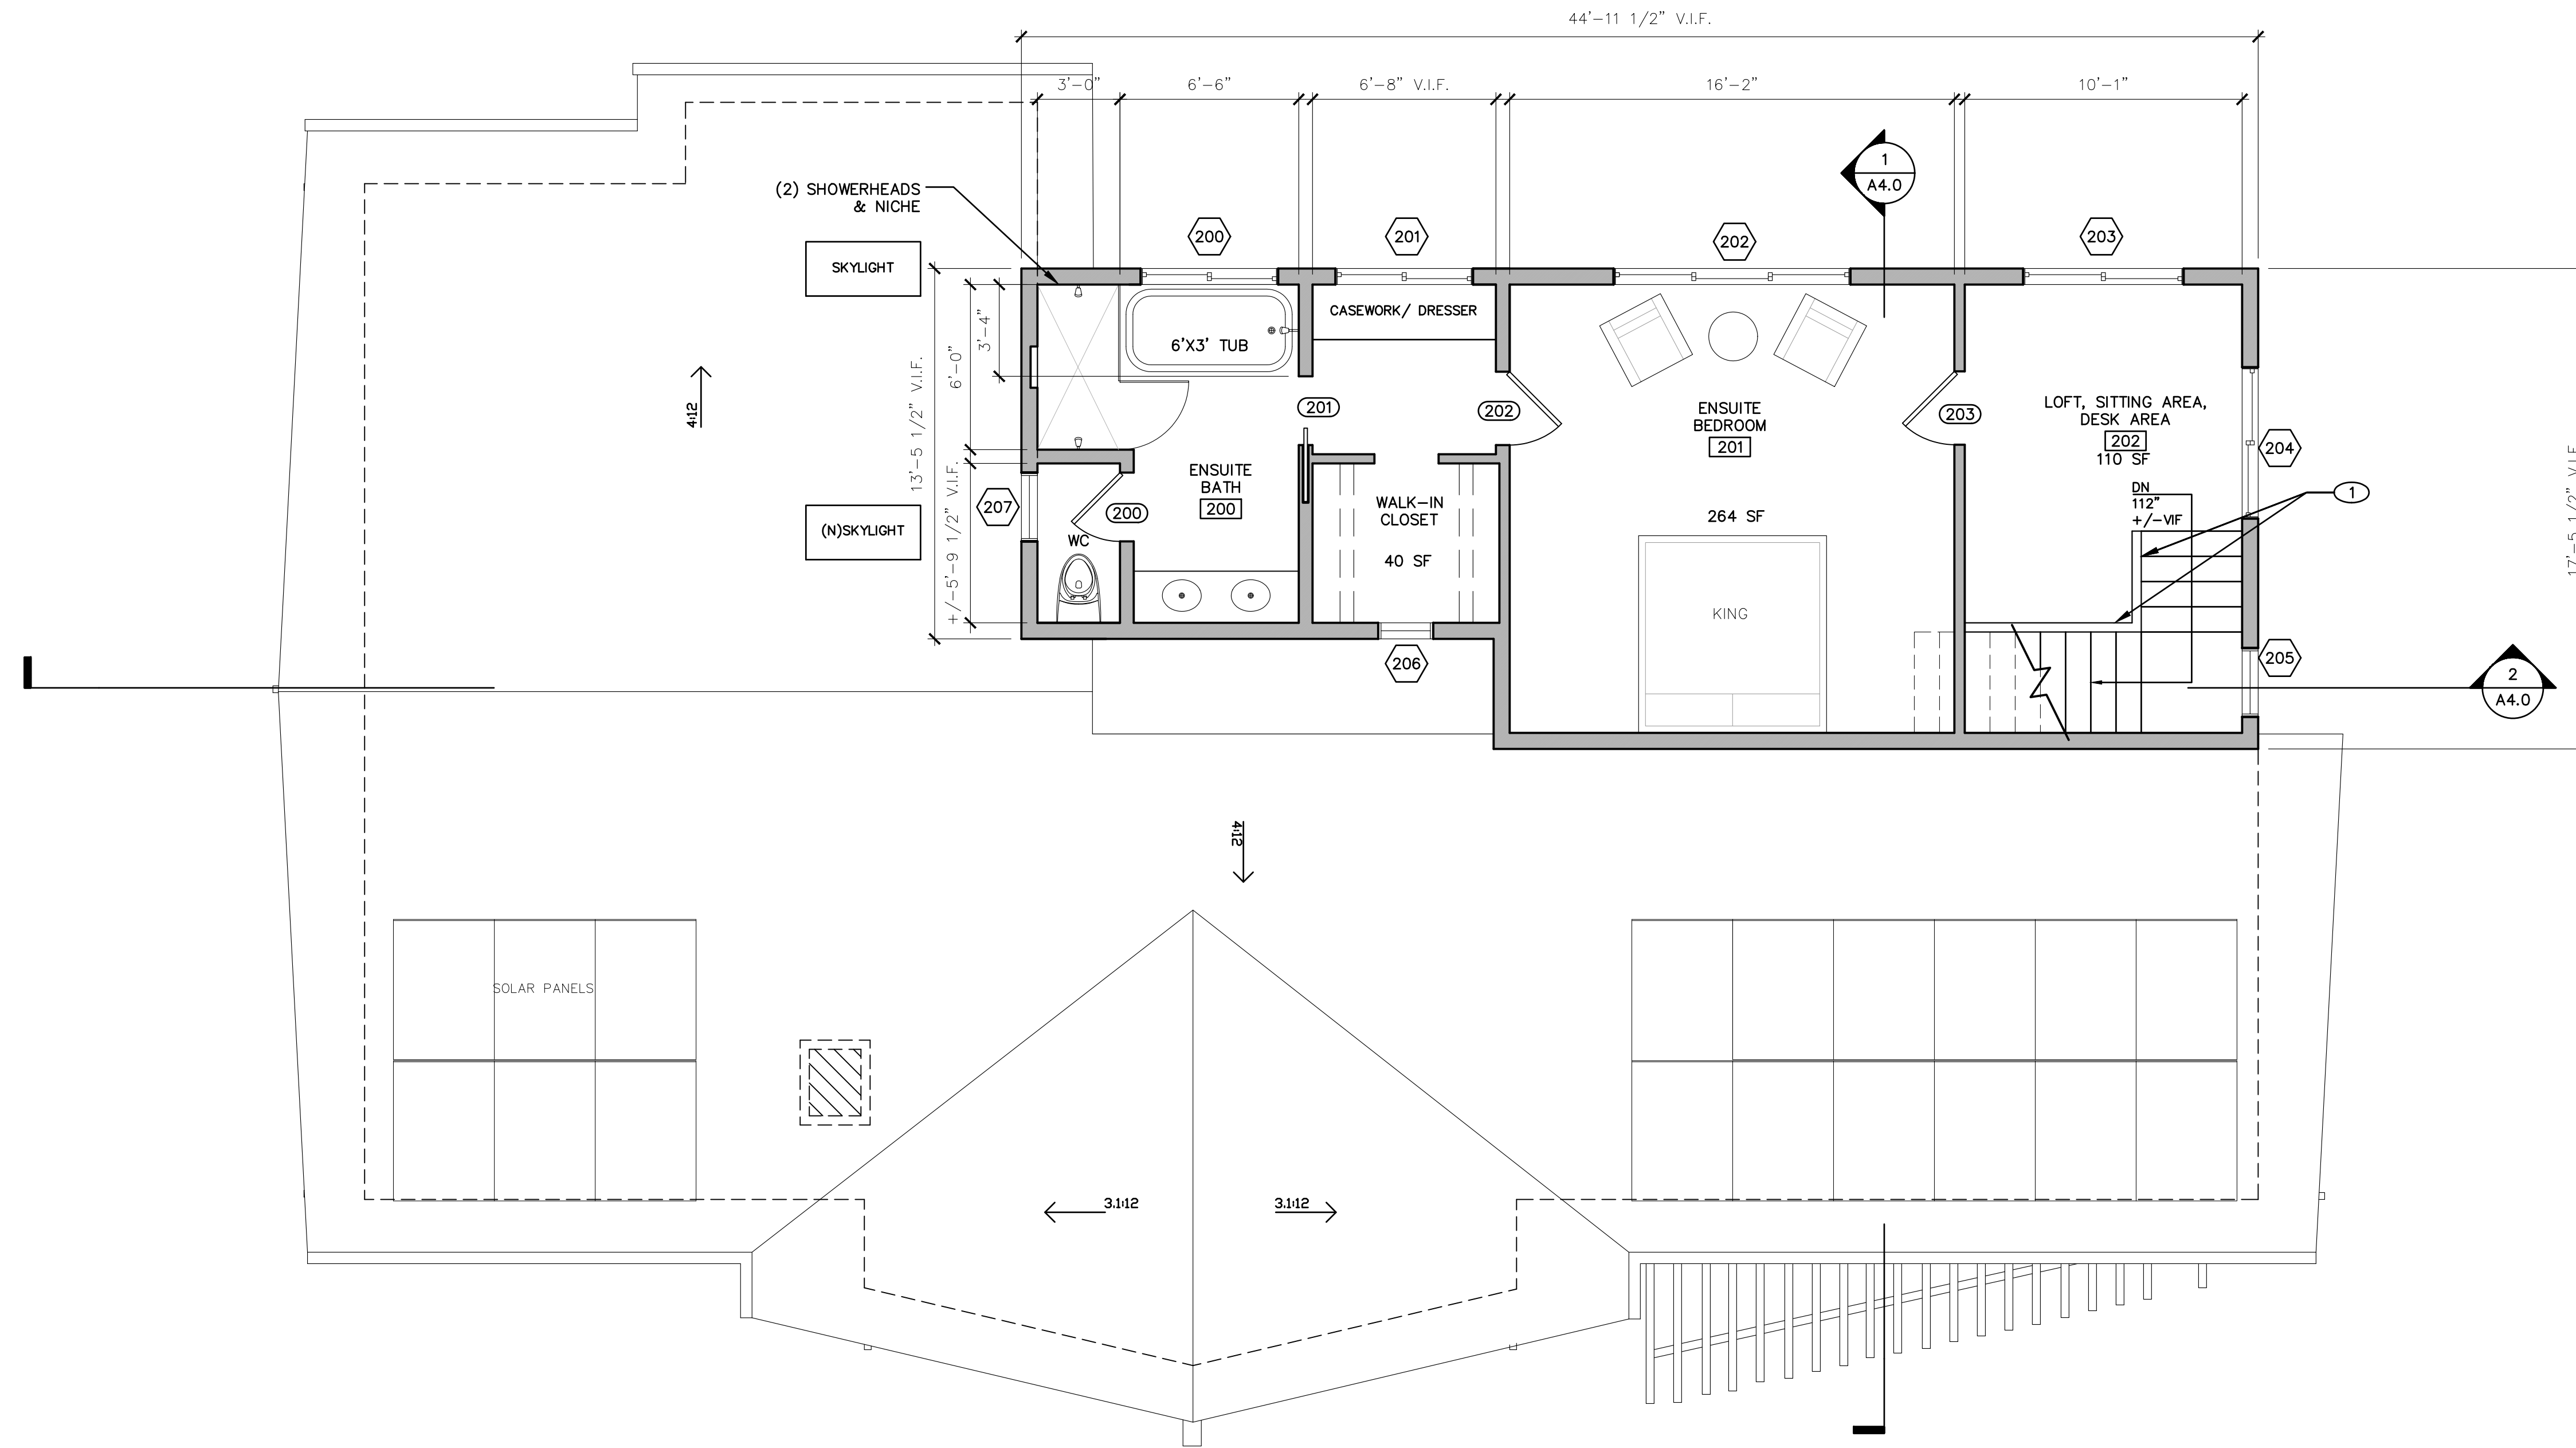 44'-11 1/2" V.I.F.
3'-0"
6'-6"
6'-8" V.I.F.
16'-2"
10'-1"
1
A4.0
(2) SHOWERHEADS
& NICHE
200
201
202
203
SKYLIGHT
CASEWORK/ DRESSER
3'-4"
6'-0"
13'-5 1/2" V.I.F.
+/-5'-9 1/2" V.I.F.
6'X3' TUB
4:12
201
202
203
ENSUITE
BEDROOM
201
LOFT, SITTING AREA,
DESK AREA
202
110 SF
204
ENSUITE
BATH
200
207
200
WC
WALK-IN
CLOSET
40 SF
264 SF
DN
112"
+/-VIF
1
17'-5 1/2" V.I.F.
(N)SKYLIGHT
KING
206
205
2
A4.0
4:12
SOLAR PANELS
3.1:12
3.1:12